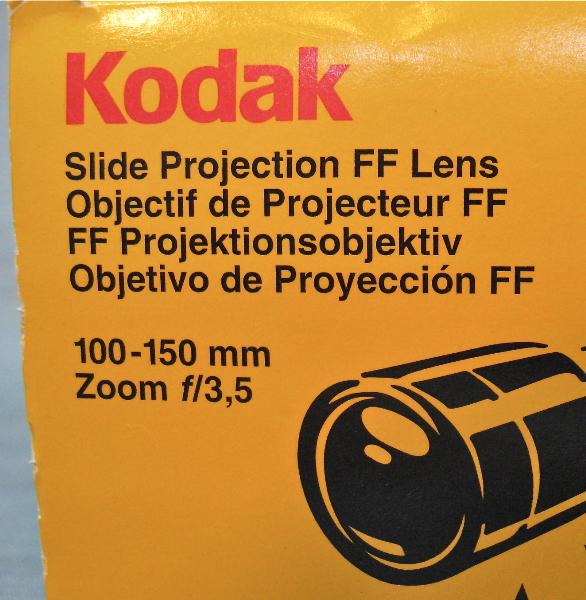 Kodak
Slide Projection FF Lens
Objectif de Projecteur FF
FF Projektionsobjektiv
Objetivo de Proyección FF
100-150 mm
Zoom f/3,5